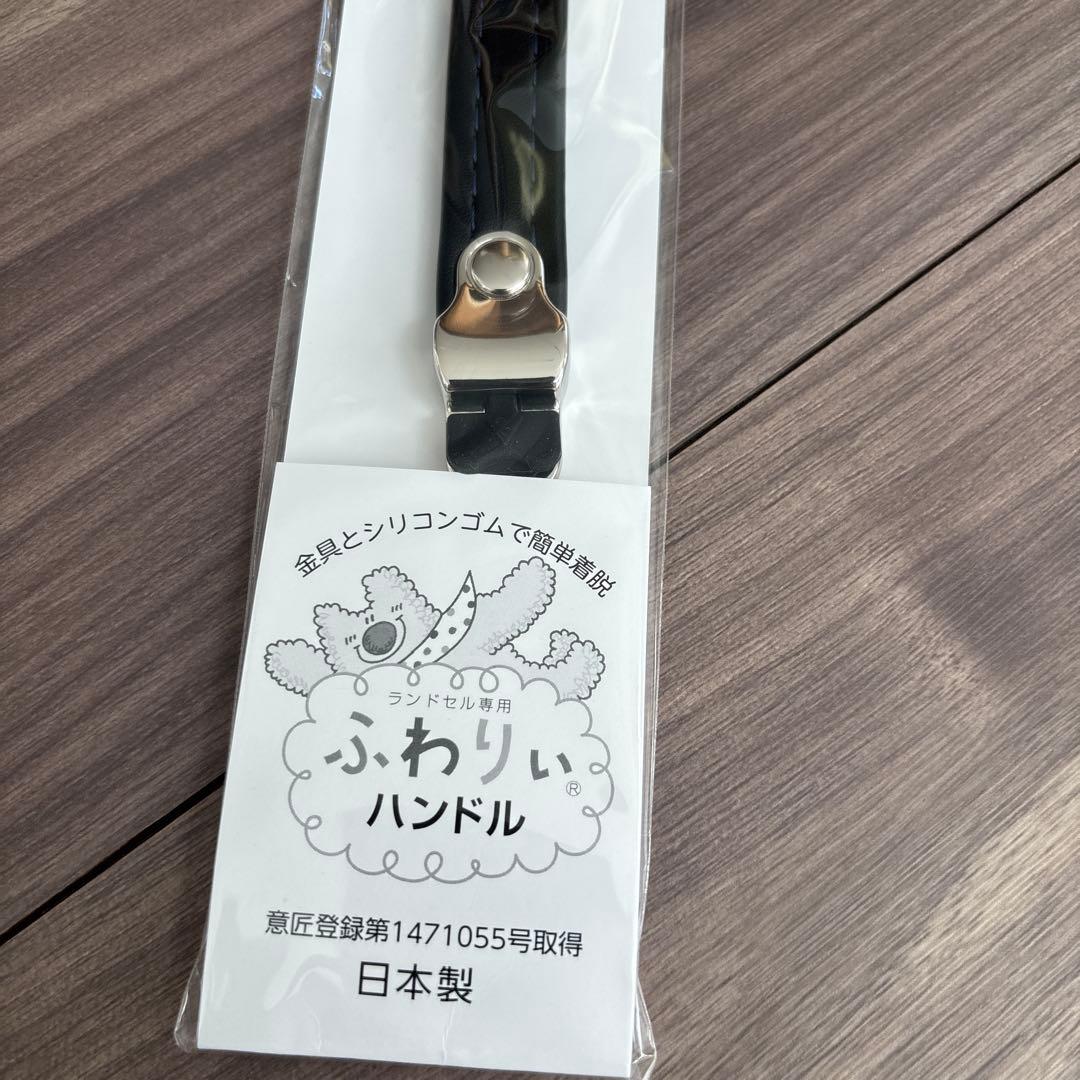 金具とシリコンゴムで簡単着脱
ランドセル専用
ふわりぃ®
ハンドル
意匠登録第1471055号取得
日本製